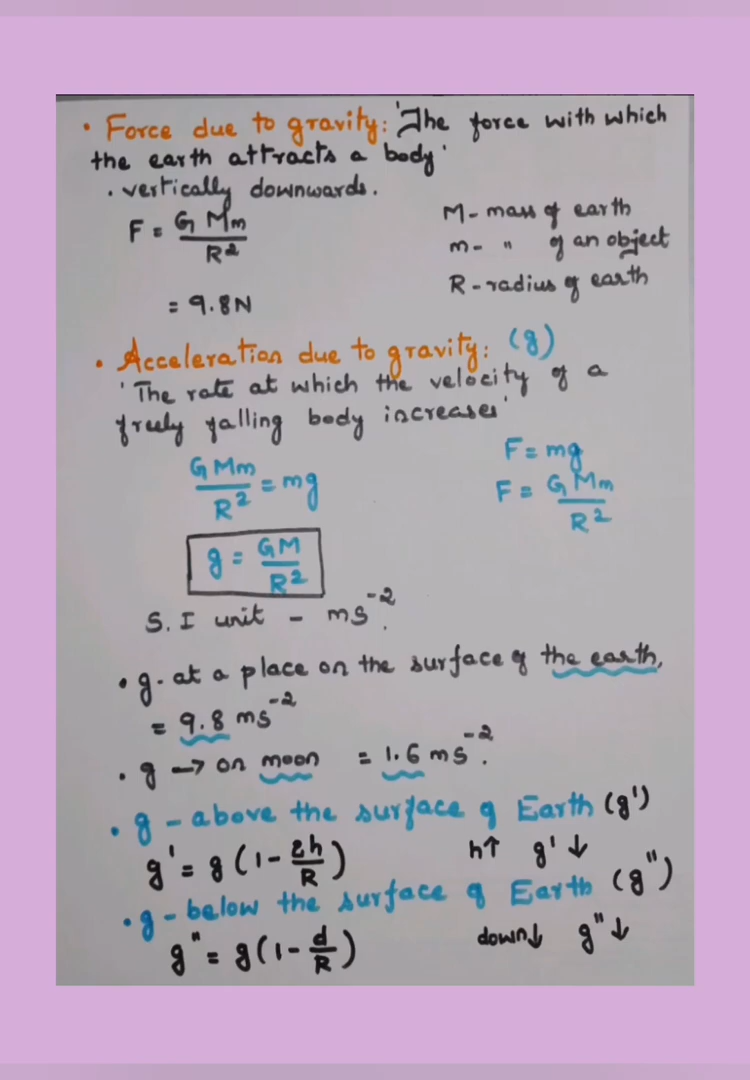 • Force due to gravity: 'The force with which
the earth attracts a body'
. vertically downwards.
F = G Mm / R²
M - mass of earth
m - " of an object
R - radius of earth
= 9.8N
• Acceleration due to gravity: (g)
'The rate at which the velocity of a
freely falling body increases'
F = mg
GMm / R² = mg
F = G Mm / R²
g = GM / R²
S. I unit - ms⁻².
• g - at a place on the surface of the earth,
= 9.8 ms⁻²
. g → on moon = 1.6 ms⁻².
• g - above the surface of Earth (g')
g' = g (1 - 2h/R) h↑ g' ↓
• g - below the surface of Earth (g")
g" = g (1 - d/R) down↓ g" ↓